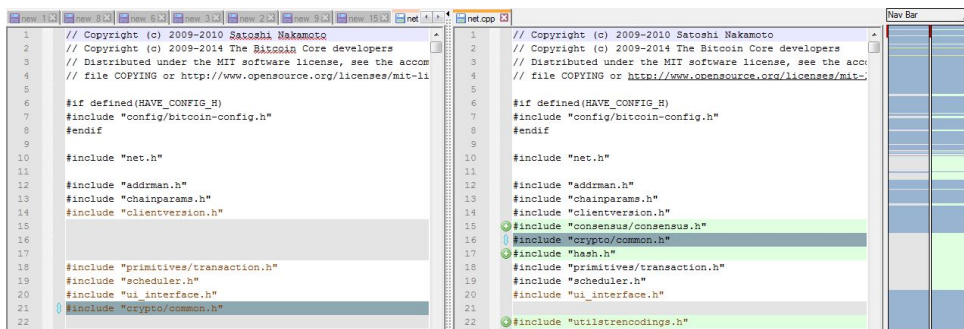 new 1 new 8 new 6 new 3 new 2 new 9 new 15 net
net.cpp
Nav Bar
1 // Copyright (c) 2009-2010 Satoshi Nakamoto
2 // Copyright (c) 2009-2014 The Bitcoin Core developers
3 // Distributed under the MIT software license, see the accom
4 // file COPYING or http://www.opensource.org/licenses/mit-li
5
6 #if defined(HAVE_CONFIG_H)
7 #include "config/bitcoin-config.h"
8 #endif
9
10 #include "net.h"
11
12 #include "addrman.h"
13 #include "chainparams.h"
14 #include "clientversion.h"
15
16
17
18 #include "primitives/transaction.h"
19 #include "scheduler.h"
20 #include "ui_interface.h"
21 #include "crypto/common.h"
22
1 // Copyright (c) 2009-2010 Satoshi Nakamoto
2 // Copyright (c) 2009-2014 The Bitcoin Core developers
3 // Distributed under the MIT software license, see the acco
4 // file COPYING or http://www.opensource.org/licenses/mit-
5
6 #if defined(HAVE_CONFIG_H)
7 #include "config/bitcoin-config.h"
8 #endif
9
10 #include "net.h"
11
12 #include "addrman.h"
13 #include "chainparams.h"
14 #include "clientversion.h"
15 #include "consensus/consensus.h"
16 #include "crypto/common.h"
17 #include "hash.h"
18 #include "primitives/transaction.h"
19 #include "scheduler.h"
20 #include "ui_interface.h"
21
22 #include "utilstrencodings.h"